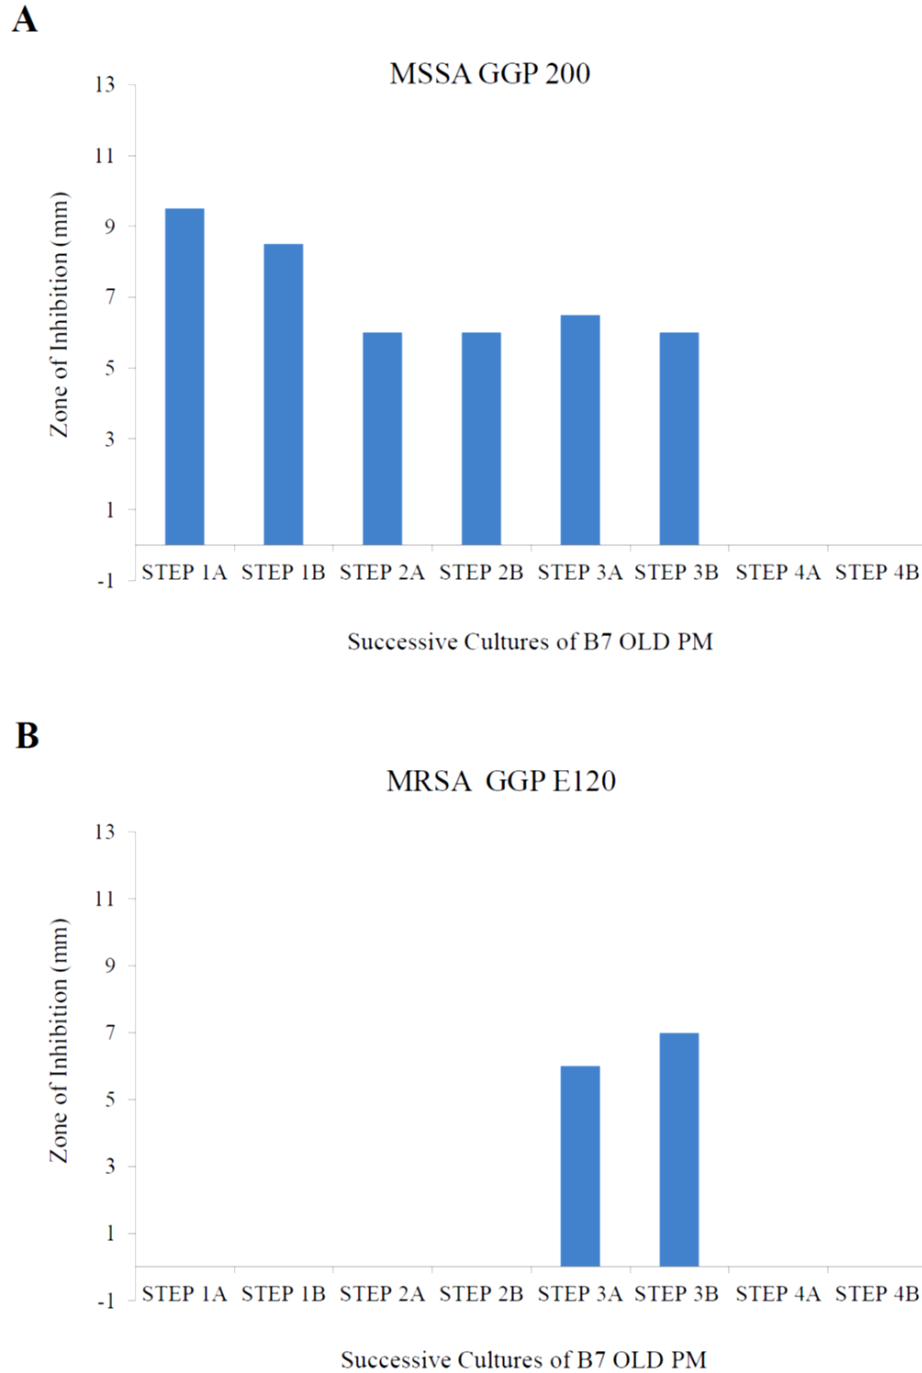 A
MSSA GGP 200
Zone of Inhibition (mm)
13
11
9
7
5
3
1
-1
STEP 1A STEP 1B STEP 2A STEP 2B STEP 3A STEP 3B STEP 4A STEP 4B
Successive Cultures of B7 OLD PM
B
MRSA GGP E120
Zone of Inhibition (mm)
13
11
9
7
5
3
1
-1
STEP 1A STEP 1B STEP 2A STEP 2B STEP 3A STEP 3B STEP 4A STEP 4B
Successive Cultures of B7 OLD PM